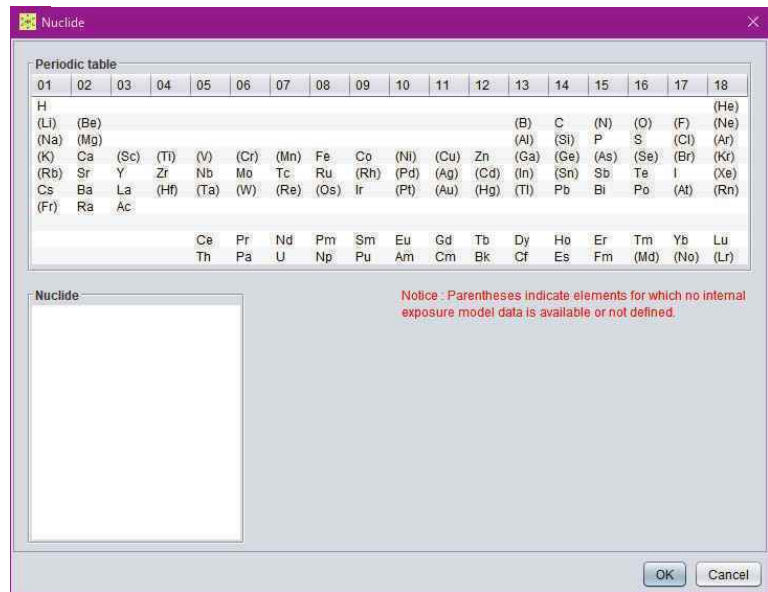 Nuclide
Periodic table
01 02 03 04 05 06 07 08 09 10 11 12 13 14 15 16 17 18
H (He)
(Li) (Be) (B) C (N) (O) (F) (Ne)
(Na) (Mg) (Al) (Si) P S (Cl) (Ar)
(K) Ca (Sc) (Ti) (V) (Cr) (Mn) Fe Co (Ni) (Cu) Zn (Ga) (Ge) (As) (Se) (Br) (Kr)
(Rb) Sr Y Zr Nb Mo Tc Ru (Rh) (Pd) (Ag) (Cd) (In) (Sn) Sb Te I (Xe)
Cs Ba La (Hf) (Ta) (W) (Re) (Os) Ir (Pt) (Au) (Hg) (Tl) Pb Bi Po (At) (Rn)
(Fr) Ra Ac
Ce Pr Nd Pm Sm Eu Gd Tb Dy Ho Er Tm Yb Lu
Th Pa U Np Pu Am Cm Bk Cf Es Fm (Md) (No) (Lr)
Nuclide
Notice : Parentheses indicate elements for which no internal
exposure model data is available or not defined.
OK Cancel